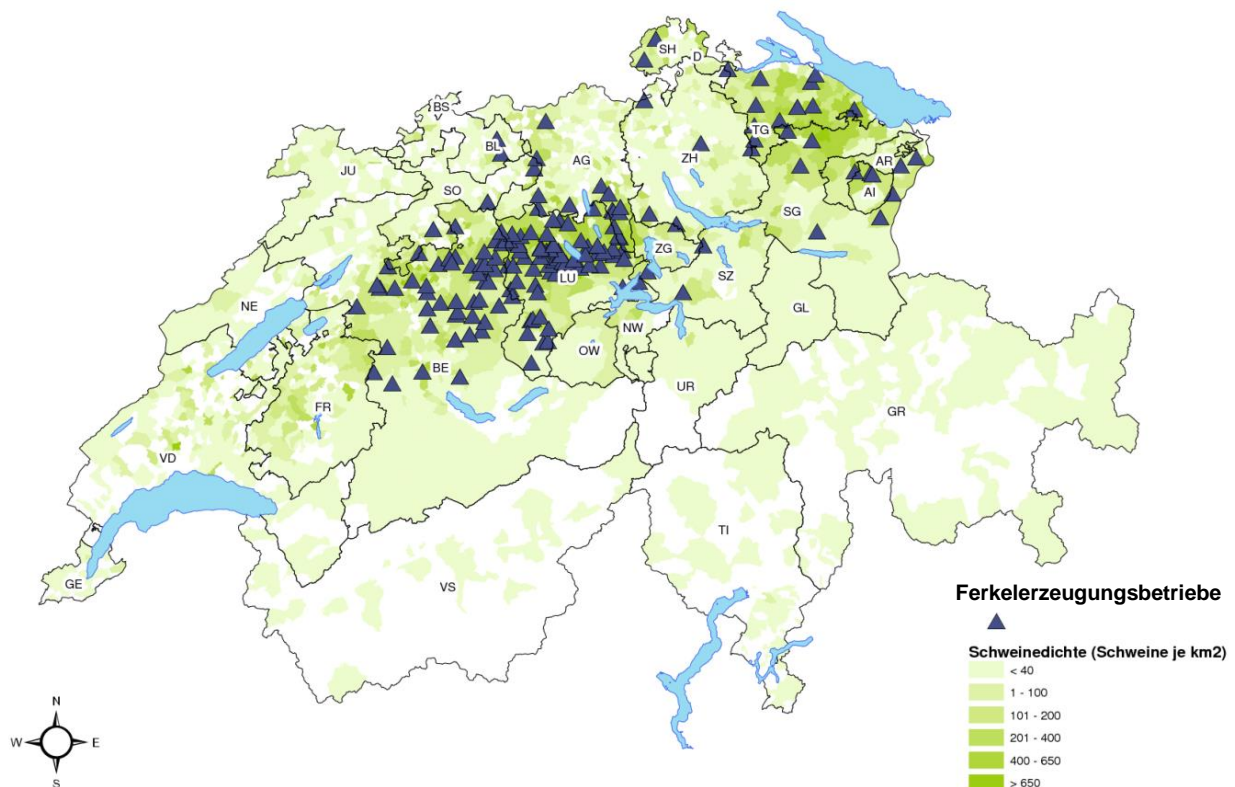 SH
D
BS
BL
AG
TG
ZH
AR
AI
JU
SO
SG
ZG
LU
SZ
NE
NW
GL
OW
BE
UR
FR
GR
VD
TI
GE
VS
Ferkelerzeugungsbetriebe
Schweinedichte (Schweine je km2)
< 40
1 - 100
101 - 200
201 - 400
400 - 650
> 650
N
W E
S